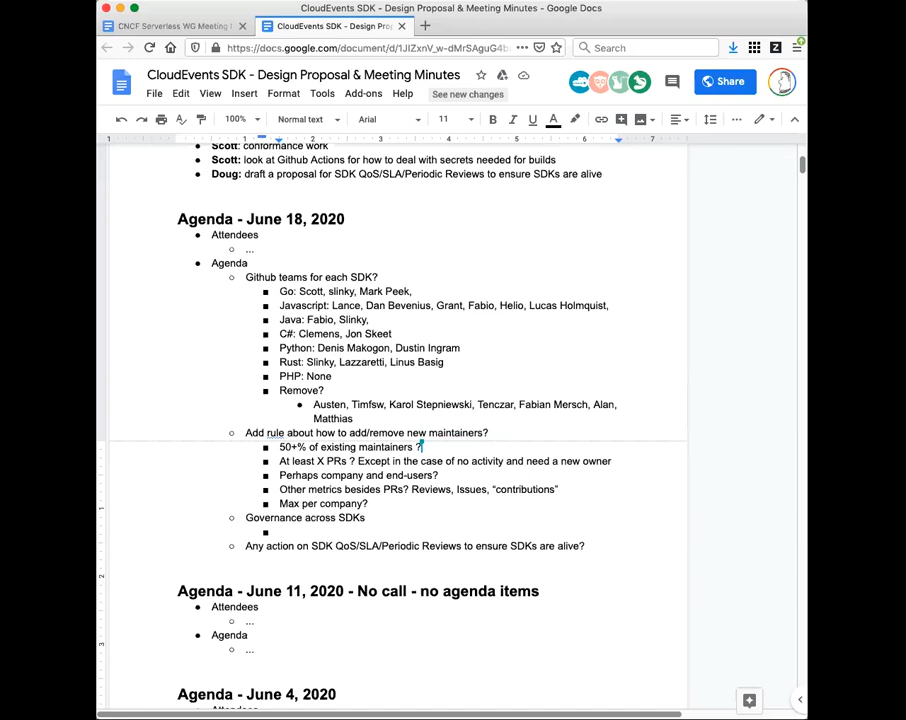 CloudEvents SDK - Design Proposal & Meeting Minutes - Google Docs
CNCF Serverless WG Meeting
CloudEvents SDK - Design Pro
https://docs.google.com/document/d/1JIZxnV_w-dMrSAguG4b
Search
CloudEvents SDK - Design Proposal & Meeting Minutes
File Edit View Insert Format Tools Add-ons Help
See new changes
Share
100% Normal text Arial 11 B I U A
1 1 2 3 4 5 6 7
Scott: conformance work
Scott: look at Github Actions for how to deal with secrets needed for builds
Doug: draft a proposal for SDK QoS/SLA/Periodic Reviews to ensure SDKs are alive
Agenda - June 18, 2020
Attendees
...
Agenda
Github teams for each SDK?
Go: Scott, slinky, Mark Peek,
Javascript: Lance, Dan Bevenius, Grant, Fabio, Helio, Lucas Holmquist,
Java: Fabio, Slinky,
C#: Clemens, Jon Skeet
Python: Denis Makogon, Dustin Ingram
Rust: Slinky, Lazzaretti, Linus Basig
PHP: None
Remove?
Austen, Timfsw, Karol Stepniewski, Tenczar, Fabian Mersch, Alan,
Matthias
Add rule about how to add/remove new maintainers?
50+% of existing maintainers ?
At least X PRs ? Except in the case of no activity and need a new owner
Perhaps company and end-users?
Other metrics besides PRs? Reviews, Issues, “contributions”
Max per company?
Governance across SDKs
Any action on SDK QoS/SLA/Periodic Reviews to ensure SDKs are alive?
Agenda - June 11, 2020 - No call - no agenda items
Attendees
...
Agenda
...
Agenda - June 4, 2020